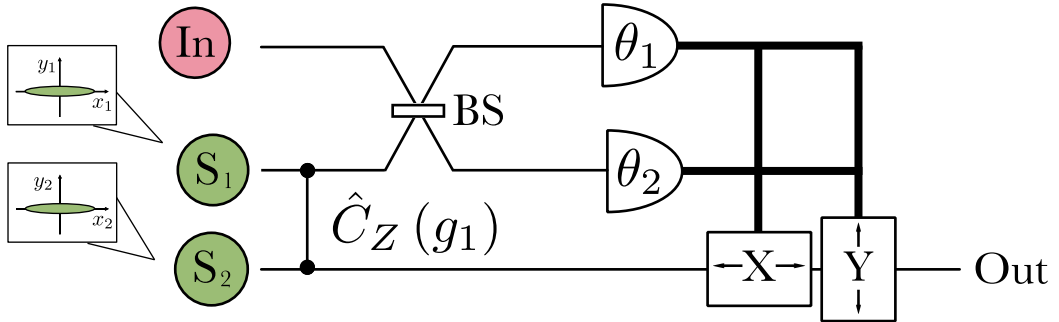 In
θ₁
y₁
x₁
BS
S₁
θ₂
y₂
x₂
Ĉ_Z (g₁)
S₂
X
Y
Out